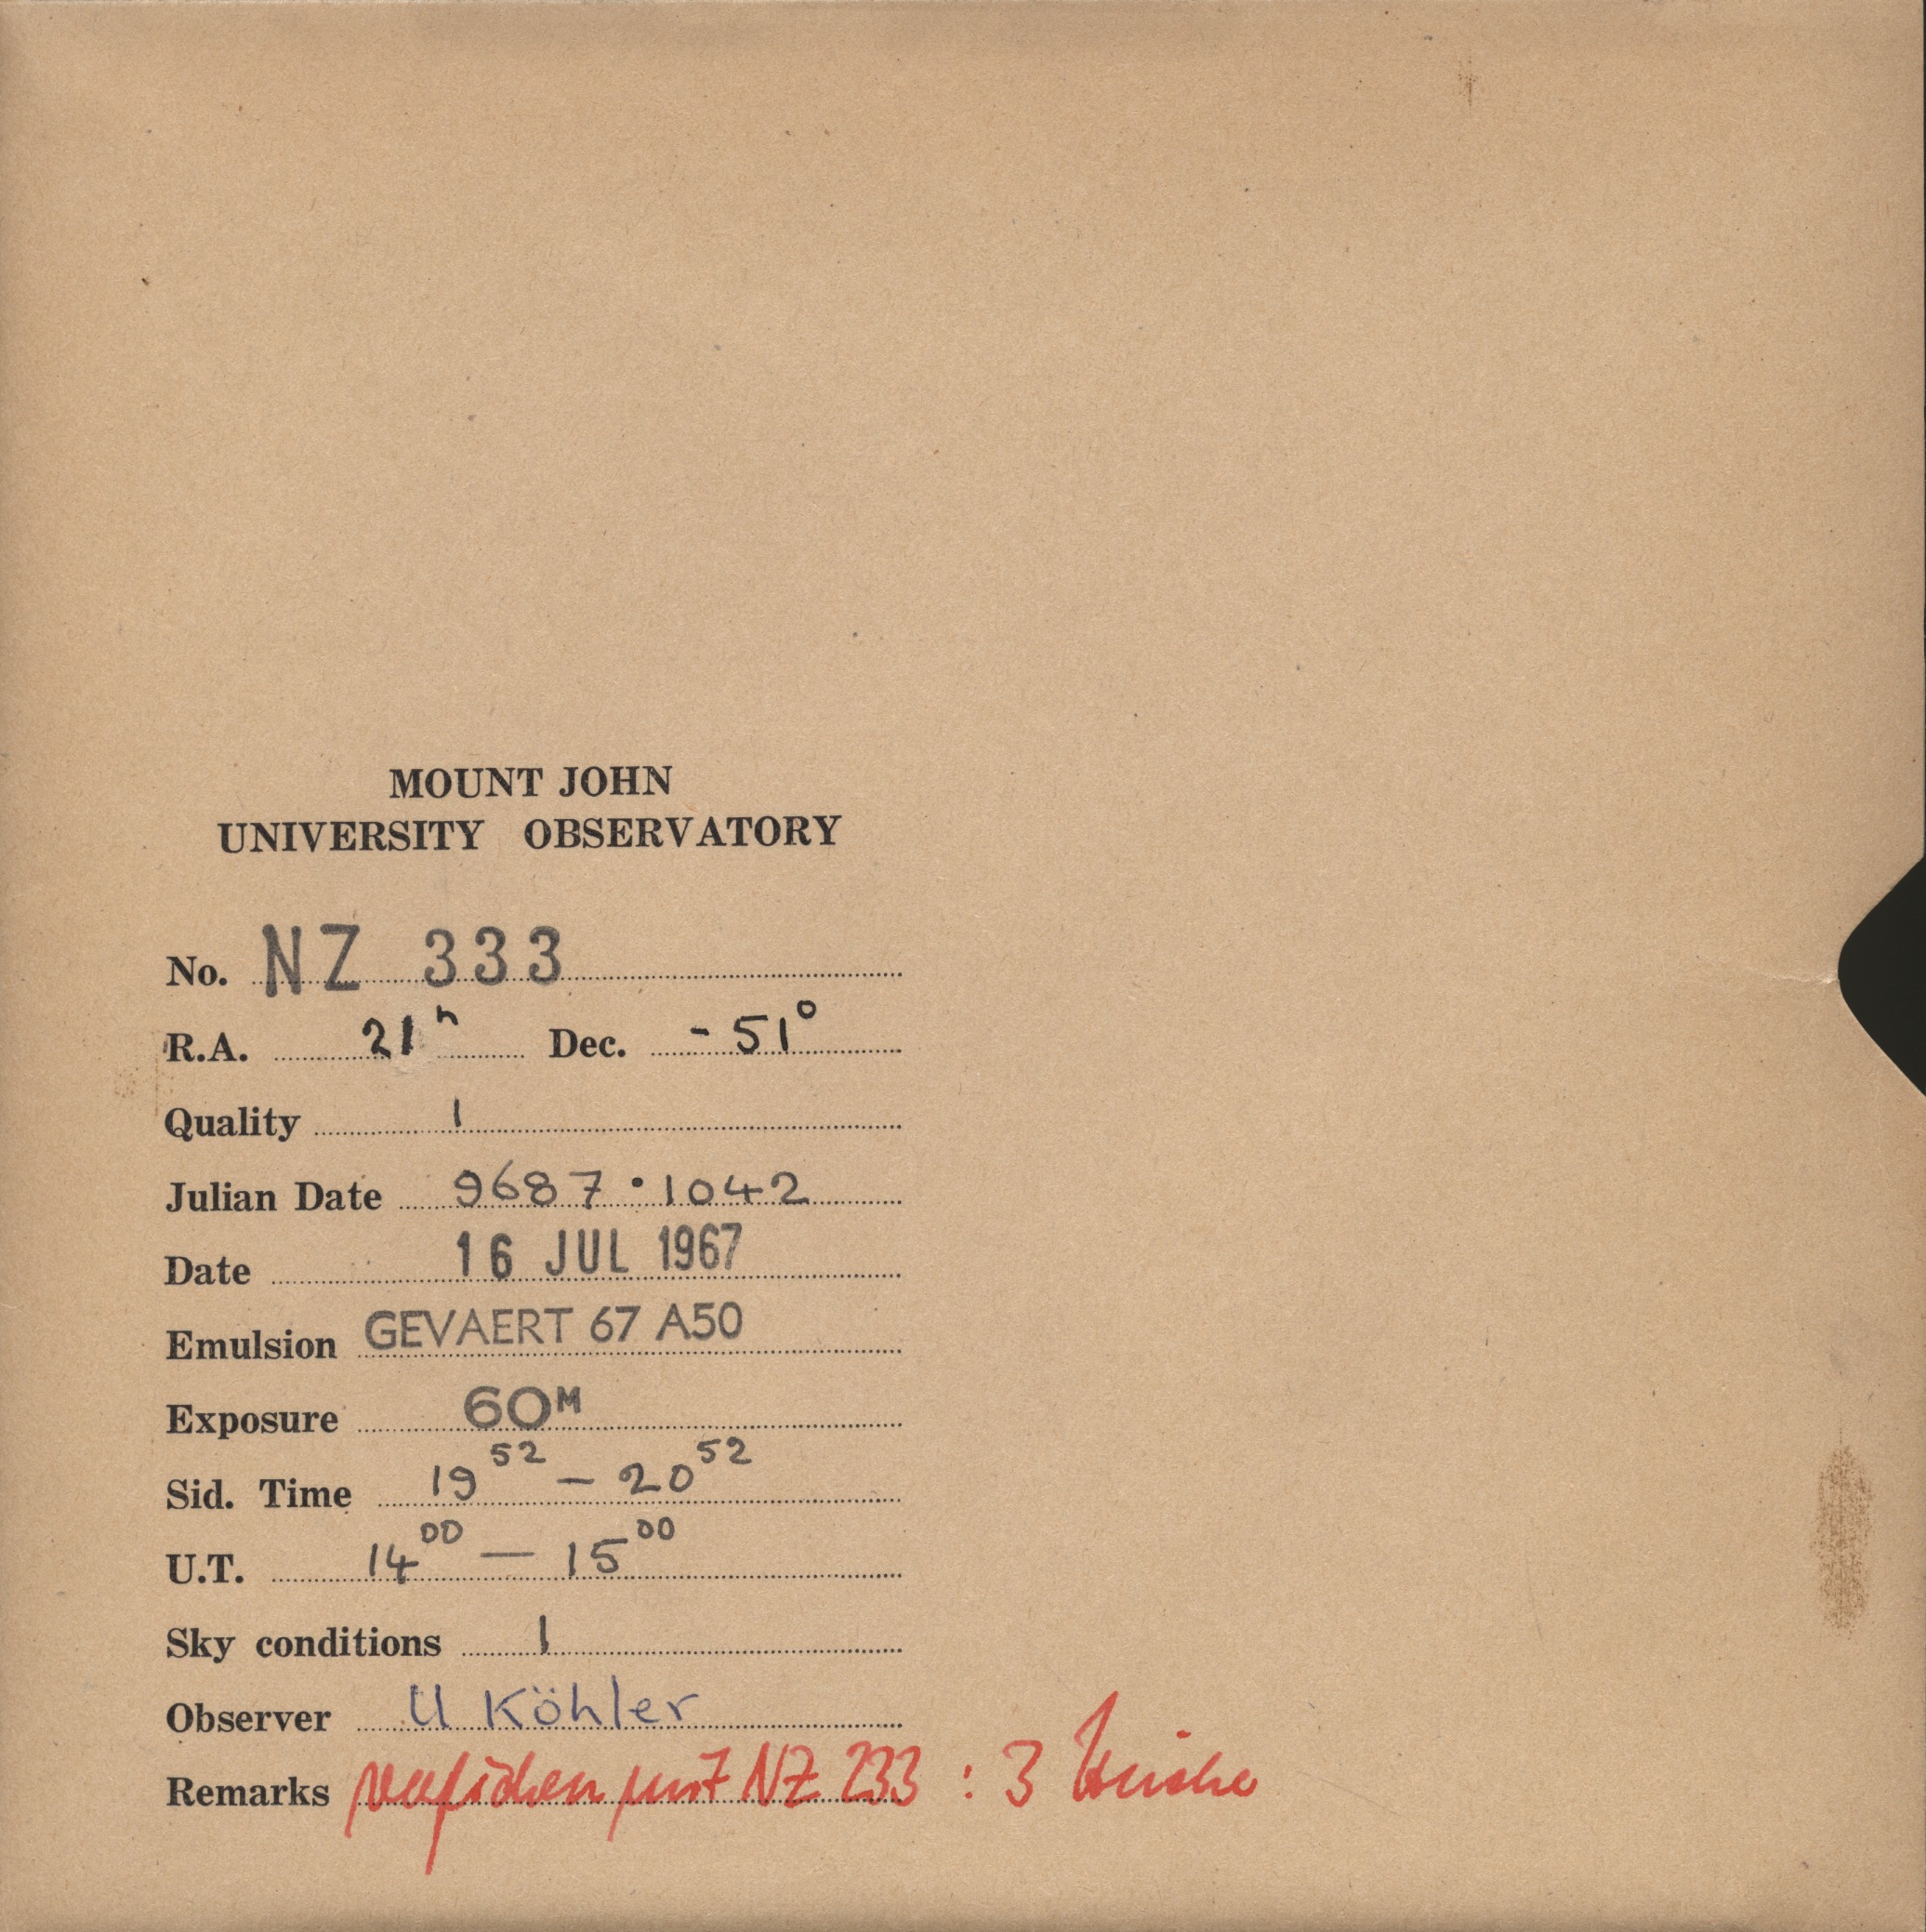 MOUNT JOHN
UNIVERSITY OBSERVATORY
No. NZ 333
R.A. 21h Dec. -51°
Quality 1
Julian Date 9687.1042
Date 16 JUL 1967
Emulsion GEVAERT 67 A50
Exposure 60M
Sid. Time 19 52 — 20 52
U.T. 14 00 — 15 00
Sky conditions 1
Observer U Köhler
Remarks verglichen mit NZ 233 : 3